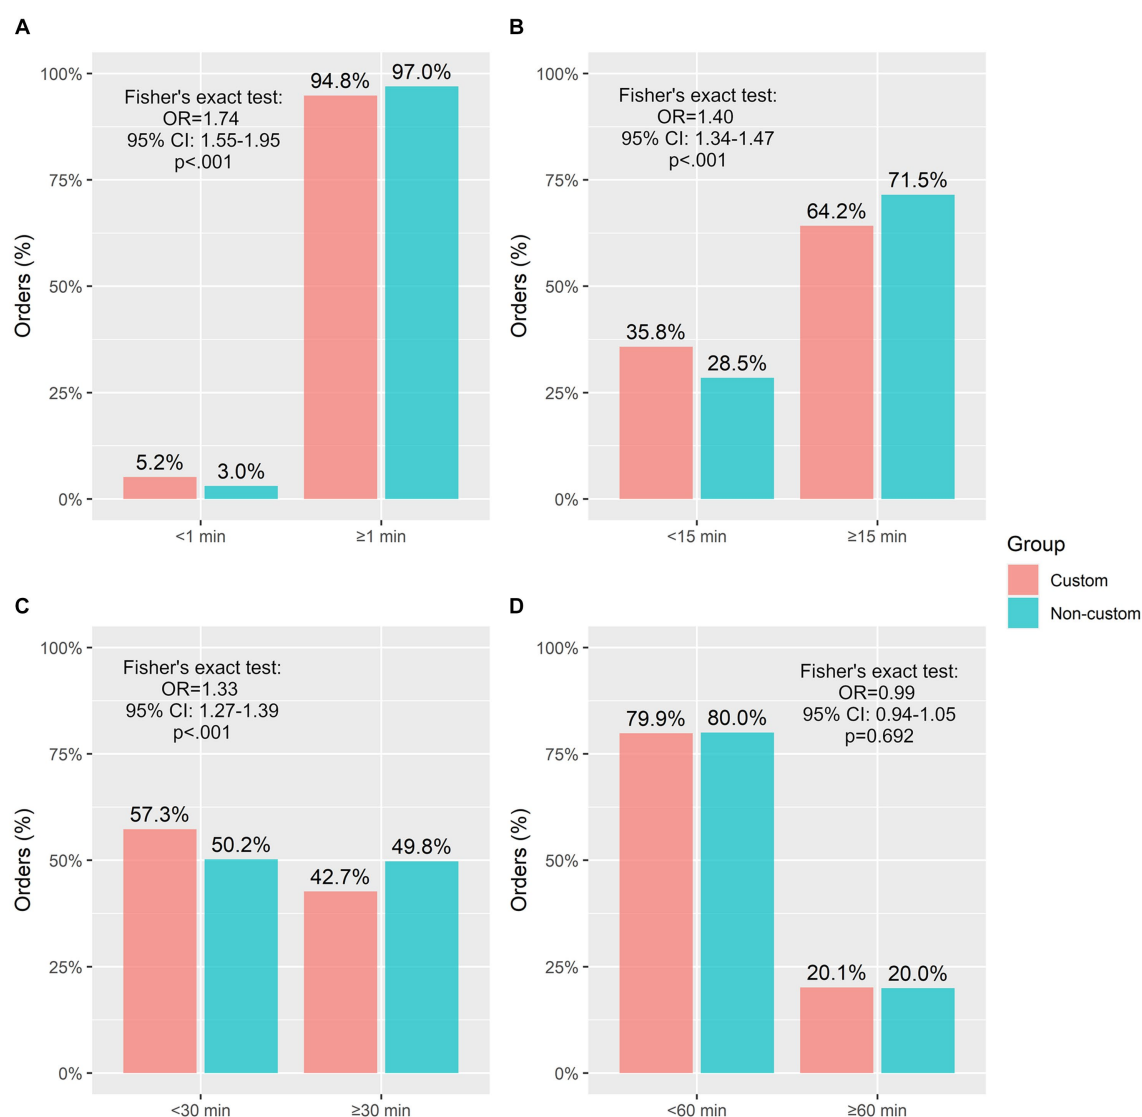 A
Orders (%)
100%
75%
50%
25%
0%
Fisher's exact test:
OR=1.74
95% CI: 1.55-1.95
p<.001
5.2%
3.0%
94.8%
97.0%
<1 min
≥1 min
B
Orders (%)
100%
75%
50%
25%
0%
Fisher's exact test:
OR=1.40
95% CI: 1.34-1.47
p<.001
35.8%
28.5%
64.2%
71.5%
<15 min
≥15 min
Group
Custom
Non-custom
C
Orders (%)
100%
75%
50%
25%
0%
Fisher's exact test:
OR=1.33
95% CI: 1.27-1.39
p<.001
57.3%
50.2%
42.7%
49.8%
<30 min
≥30 min
D
Orders (%)
100%
75%
50%
25%
0%
Fisher's exact test:
OR=0.99
95% CI: 0.94-1.05
p=0.692
79.9%
80.0%
20.1%
20.0%
<60 min
≥60 min